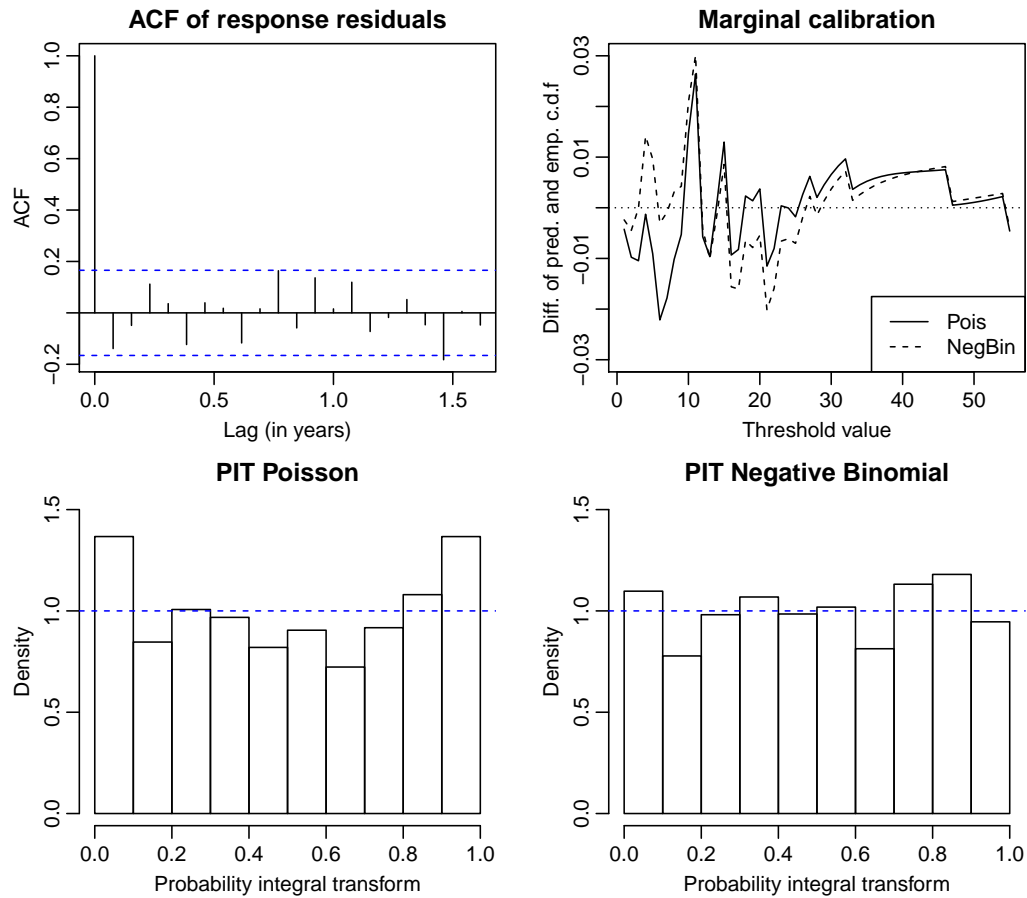 ACF of response residuals
ACF
1.0
0.8
0.6
0.4
0.2
−0.2
0.0
0.5
1.0
1.5
Lag (in years)
Marginal calibration
Diff. of pred. and emp. c.d.f
0.03
0.01
−0.01
−0.03
0
10
20
30
40
50
Threshold value
Pois
NegBin
PIT Poisson
Density
1.5
1.0
0.5
0.0
0.0
0.2
0.4
0.6
0.8
1.0
Probability integral transform
PIT Negative Binomial
Density
1.5
1.0
0.5
0.0
0.0
0.2
0.4
0.6
0.8
1.0
Probability integral transform